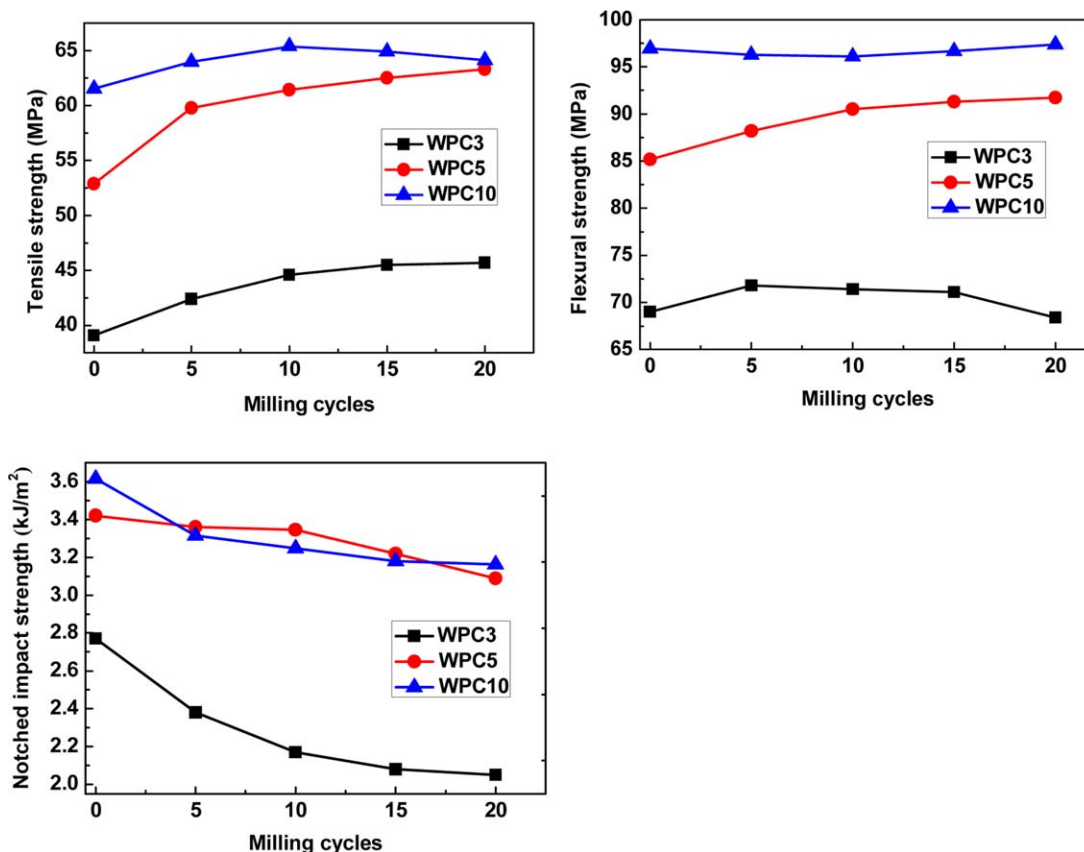 Tensile strength (MPa)
65
60
55
50
45
40
WPC3
WPC5
WPC10
0 5 10 15 20
Milling cycles
Flexural strength (MPa)
100
95
90
85
80
75
70
65
WPC3
WPC5
WPC10
0 5 10 15 20
Milling cycles
Notched impact strength (kJ/m²)
3.6
3.4
3.2
3.0
2.8
2.6
2.4
2.2
2.0
WPC3
WPC5
WPC10
0 5 10 15 20
Milling cycles